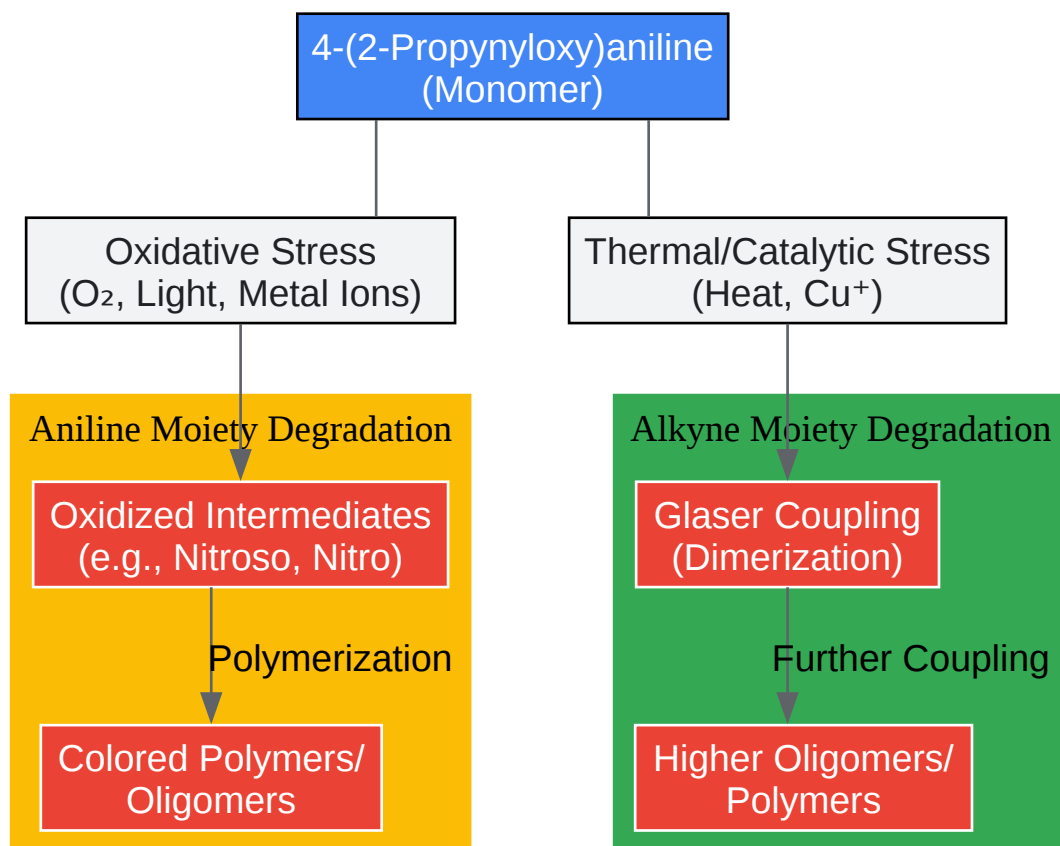 4-(2-Propynyloxy)aniline
(Monomer)
Oxidative Stress
(O₂, Light, Metal Ions)
Thermal/Catalytic Stress
(Heat, Cu⁺)
Aniline Moiety Degradation
Alkyne Moiety Degradation
Oxidized Intermediates
(e.g., Nitroso, Nitro)
Glaser Coupling
(Dimerization)
Polymerization
Further Coupling
Colored Polymers/
Oligomers
Higher Oligomers/
Polymers